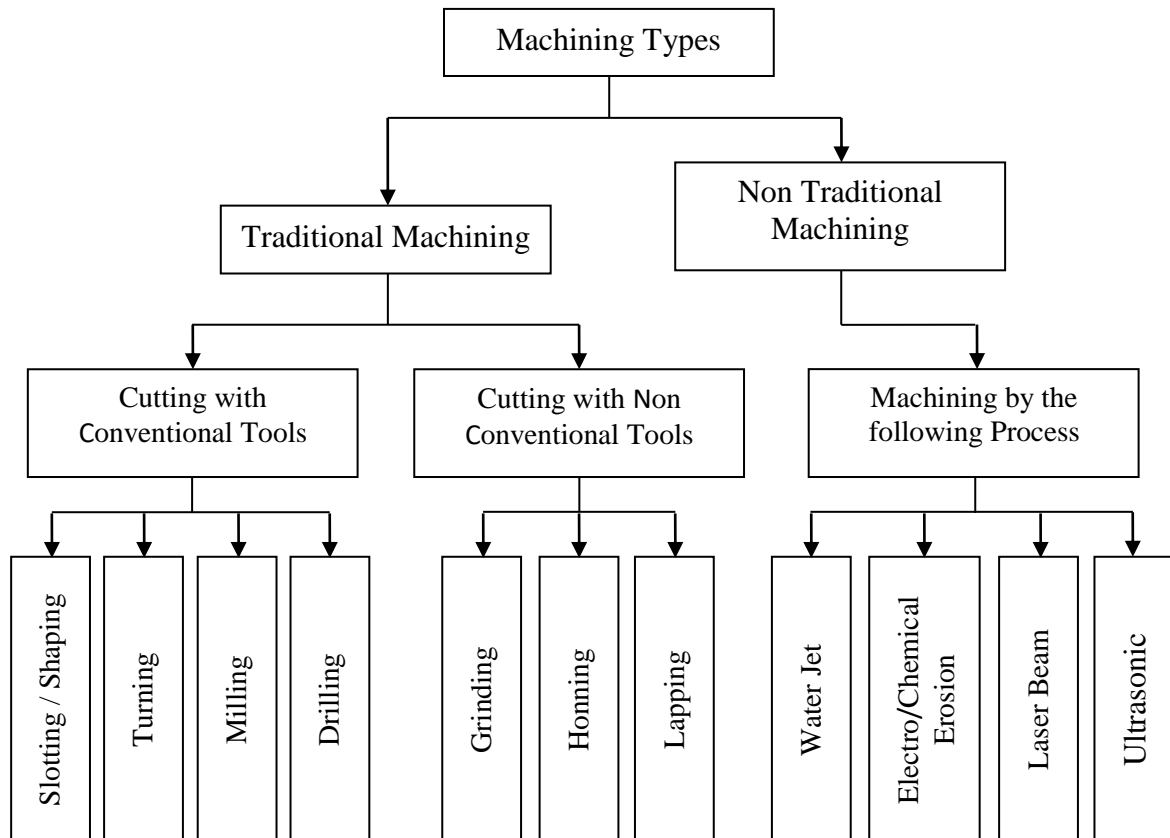 Machining Types
Non Traditional
Machining
Traditional Machining
Cutting with
Conventional Tools
Cutting with Non
Conventional Tools
Machining by the
following Process
Slotting / Shaping
Turning
Milling
Drilling
Grinding
Honning
Lapping
Water Jet
Electro/Chemical
Erosion
Laser Beam
Ultrasonic